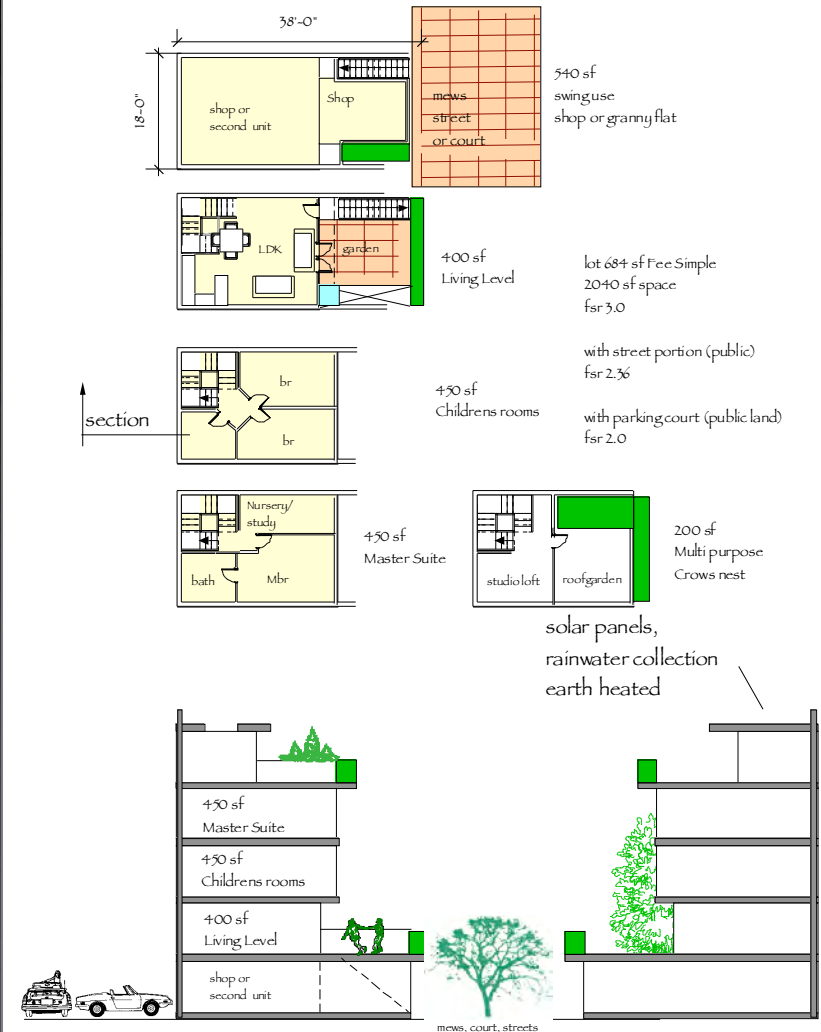 38'-0"
18'-0"
shop or
second unit
Shop
mews
street
or court
540 sf
swing use
shop or granny flat
LDK
garden
400 sf
Living Level
lot 684 sf Fee Simple
2040 sf space
fsr 3.0
with street portion (public)
fsr 2.36
with parking court (public land)
fsr 2.0
section
br
br
450 sf
Childrens rooms
Nursery/
study
bath
Mbr
450 sf
Master Suite
studio loft
roofgarden
200 sf
Multi purpose
Crows nest
solar panels,
rainwater collection
earth heated
450 sf
Master Suite
450 sf
Childrens rooms
400 sf
Living Level
shop or
second unit
mews, court, streets